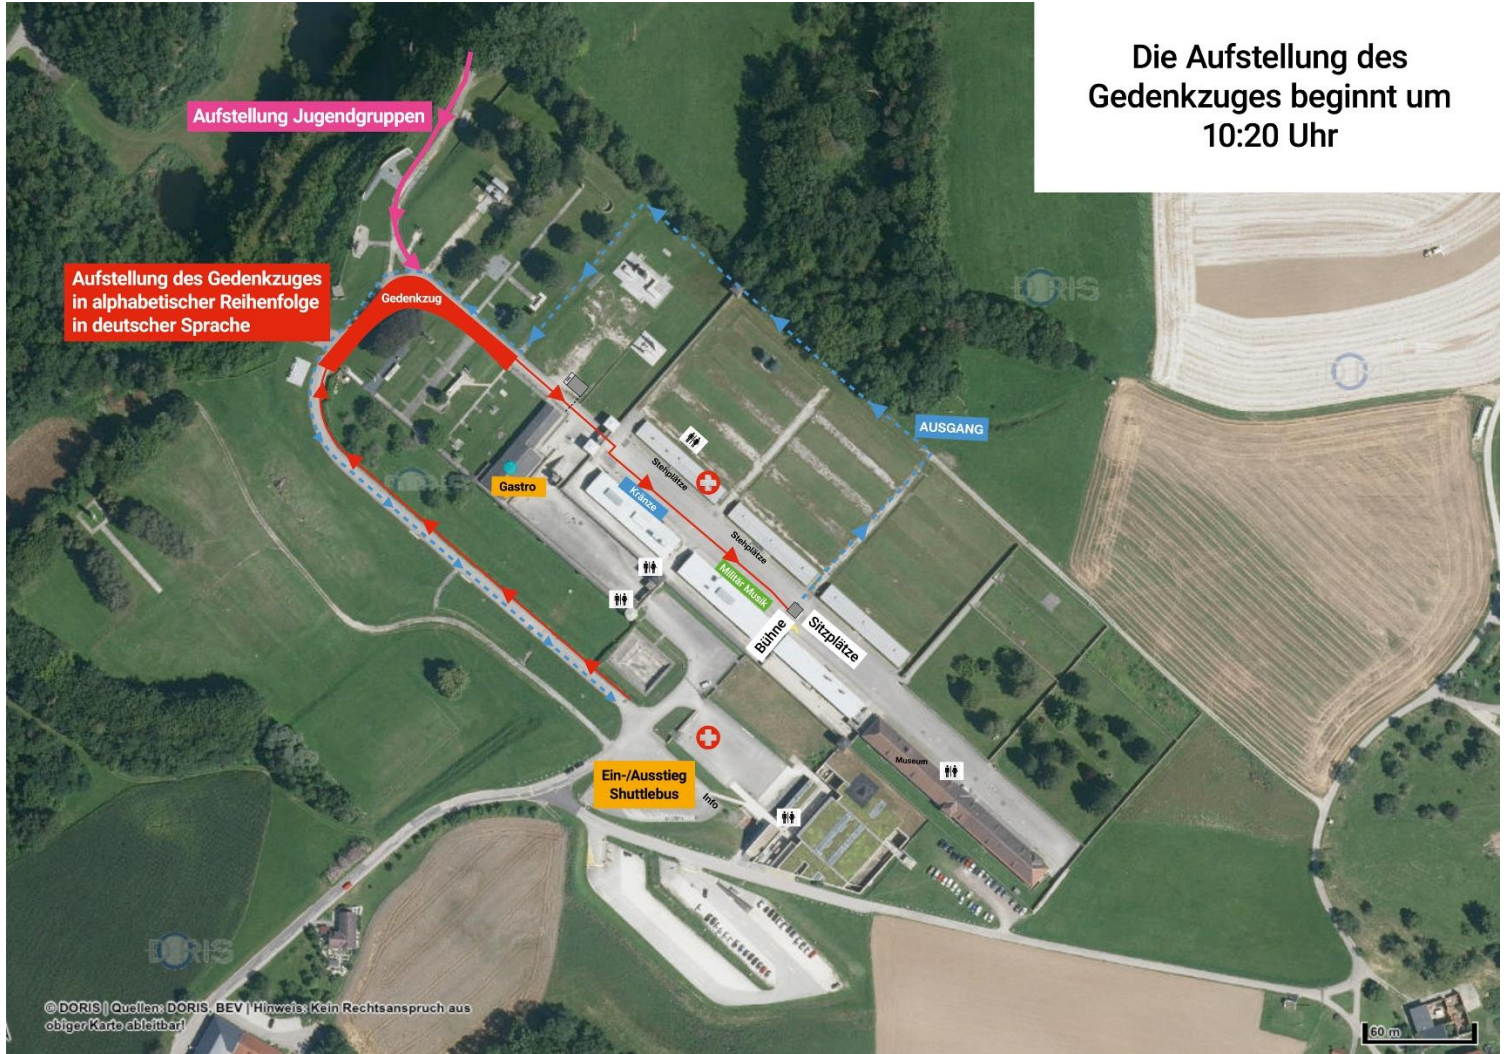 Die Aufstellung des
Gedenkzuges beginnt um
10:20 Uhr
Aufstellung Jugendgruppen
Aufstellung des Gedenkzuges
in alphabetischer Reihenfolge
in deutscher Sprache
Gedenkzug
DORIS
DORIS
AUSGANG
Stehplätze
DORIS
Gastro
Kränze
Stehplätze
Militär Musik
Bühne
Sitzplätze
Museum
Ein-/Ausstieg
Shuttlebus
Info
DORIS
© DORIS | Quellen: DORIS, BEV | Hinweis: Kein Rechtsanspruch aus
obiger Karte ableitbar!
60 m